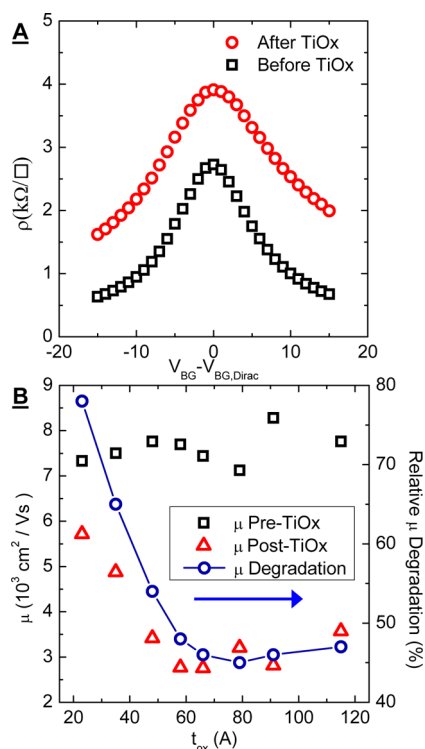 A
5
4
3
2
1
0
ρ(kΩ/□)
After TiOx
Before TiOx
-20 -10 0 10 20
V_BG-V_BG,Dirac
B
9
8
7
6
5
4
3
2
μ (10³ cm² / Vs)
80
70
60
50
40
Relative μ Degradation (%)
μ Pre-TiOx
μ Post-TiOx
μ Degradation
20 40 60 80 100 120
t_ox (A)